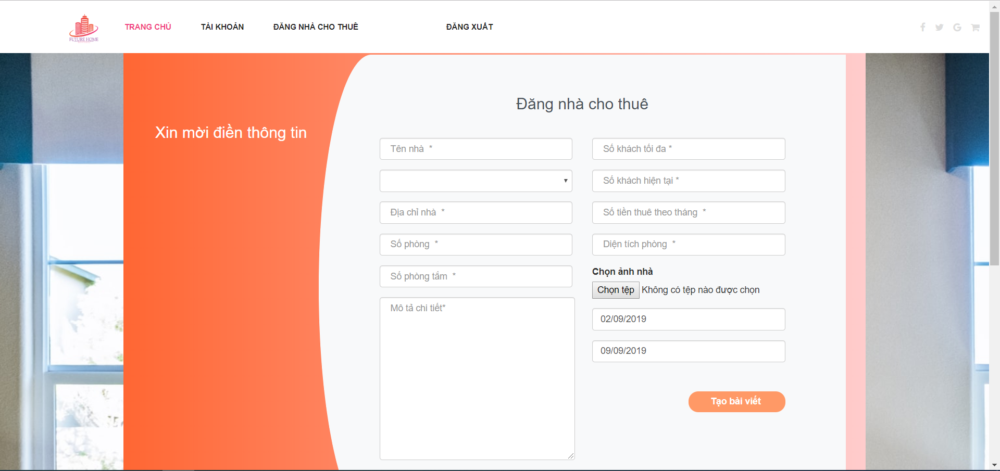 FUTURE HOME
TRANG CHỦ
TÀI KHOẢN
ĐĂNG NHÀ CHO THUÊ
ĐĂNG XUẤT
Xin mời điền thông tin
Đăng nhà cho thuê
Tên nhà *
Số khách tối đa *
Số khách hiện tại *
Địa chỉ nhà *
Số tiền thuê theo tháng *
Số phòng *
Diện tích phòng *
Số phòng tắm *
Chọn ảnh nhà
Chọn tệp Không có tệp nào được chọn
Mô tả chi tiết*
02/09/2019
09/09/2019
Tạo bài viết